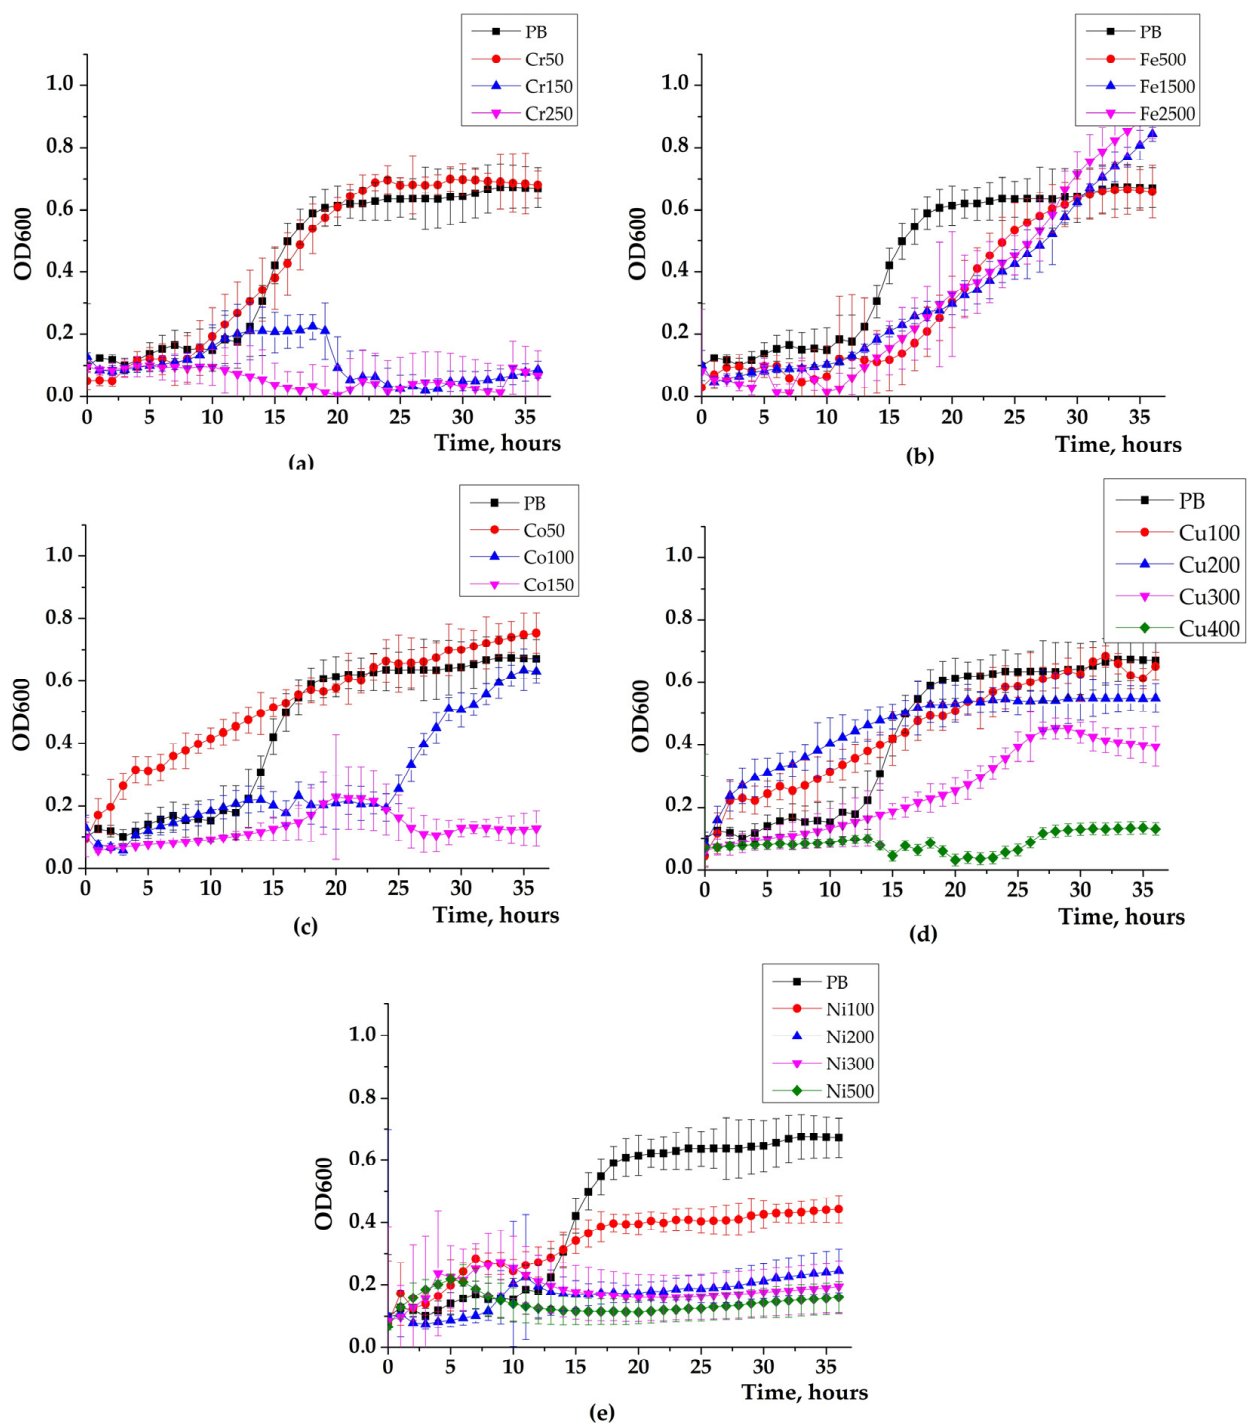 PB
Cr50
Cr150
Cr250
1.0
0.8
0.6
0.4
0.2
0.0
OD600
0 5 10 15 20 25 30 35
Time, hours
(a)
PB
Fe500
Fe1500
Fe2500
1.0
0.8
0.6
0.4
0.2
0.0
OD600
0 5 10 15 20 25 30 35
Time, hours
(b)
PB
Co50
Co100
Co150
1.0
0.8
0.6
0.4
0.2
0.0
OD600
0 5 10 15 20 25 30 35
Time, hours
(c)
PB
Cu100
Cu200
Cu300
Cu400
1.0
0.8
0.6
0.4
0.2
0.0
OD600
0 5 10 15 20 25 30 35
Time, hours
(d)
PB
Ni100
Ni200
Ni300
Ni500
1.0
0.8
0.6
0.4
0.2
0.0
OD600
0 5 10 15 20 25 30 35
Time, hours
(e)